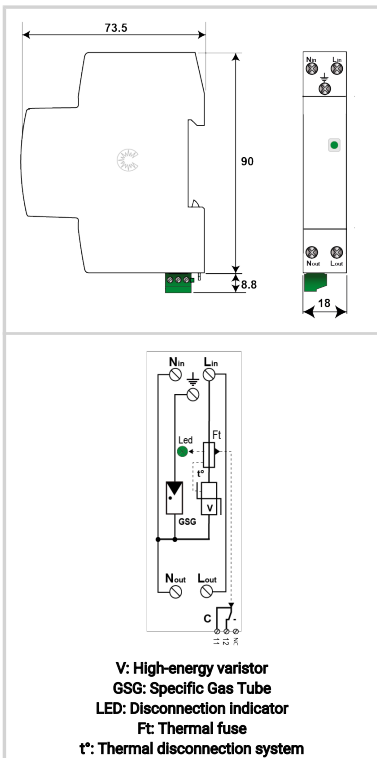 73.5
Nin Lin
90
Nout Lout
8.8
18
Nin Lin
Ft
Led
t°
V
GSG
Nout Lout
C
-
11 12 NC
V: High-energy varistor
GSG: Specific Gas Tube
LED: Disconnection indicator
Ft: Thermal fuse
t°: Thermal disconnection system